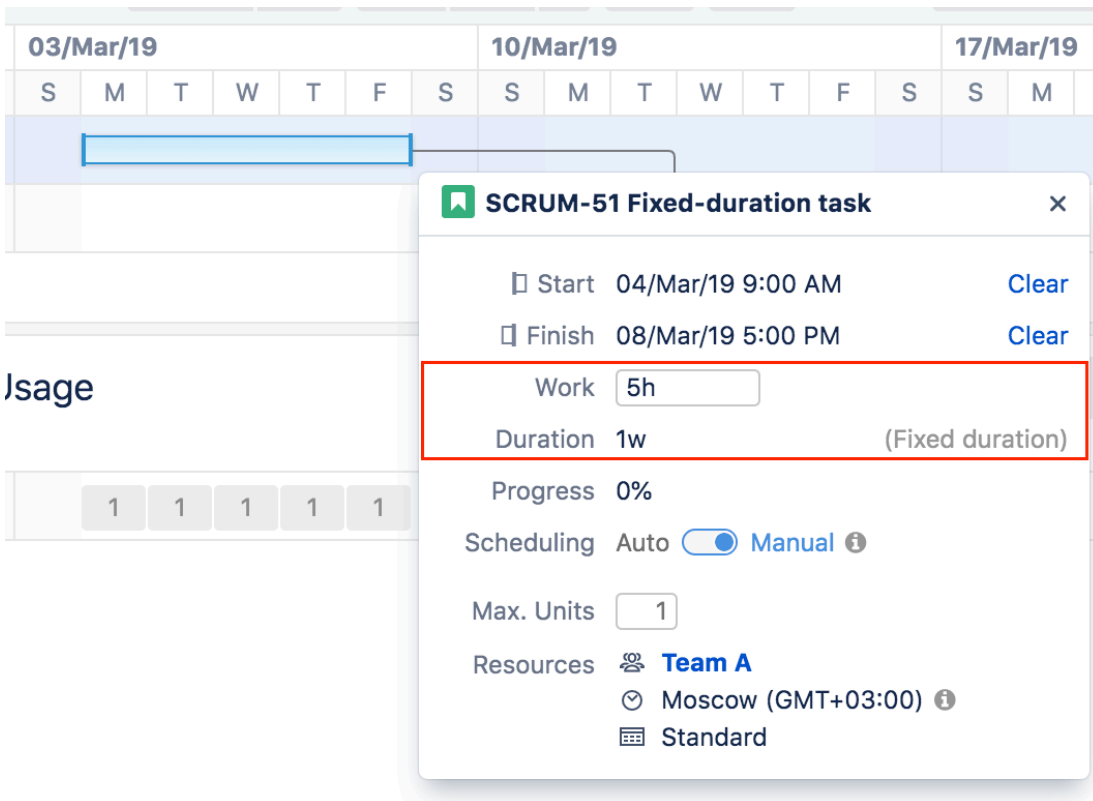 03/Mar/19 10/Mar/19 17/Mar/19
S M T W T F S S M T W T F S S M
SCRUM-51 Fixed-duration task
Start 04/Mar/19 9:00 AM Clear
Finish 08/Mar/19 5:00 PM Clear
Usage
Work 5h
Duration 1w (Fixed duration)
1 1 1 1 1
Progress 0%
Scheduling Auto Manual
Max. Units 1
Resources Team A
Moscow (GMT+03:00)
Standard